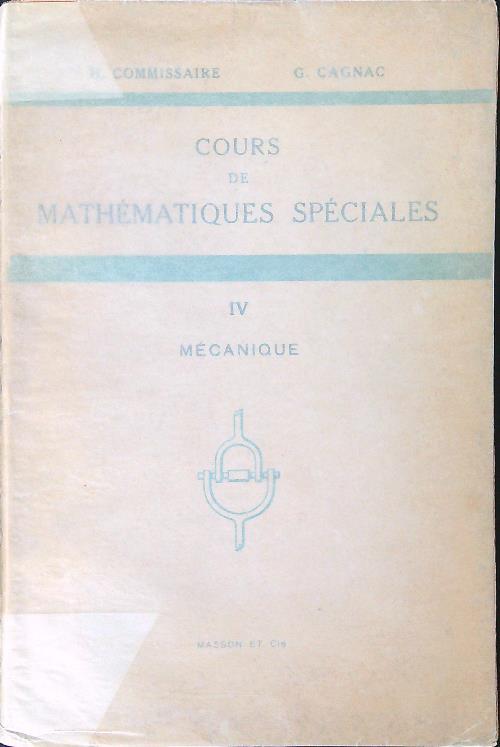 H. COMMISSAIRE G. CAGNAC
COURS
DE
MATHÉMATIQUES SPÉCIALES
IV
MÉCANIQUE
MASSON ET Cie